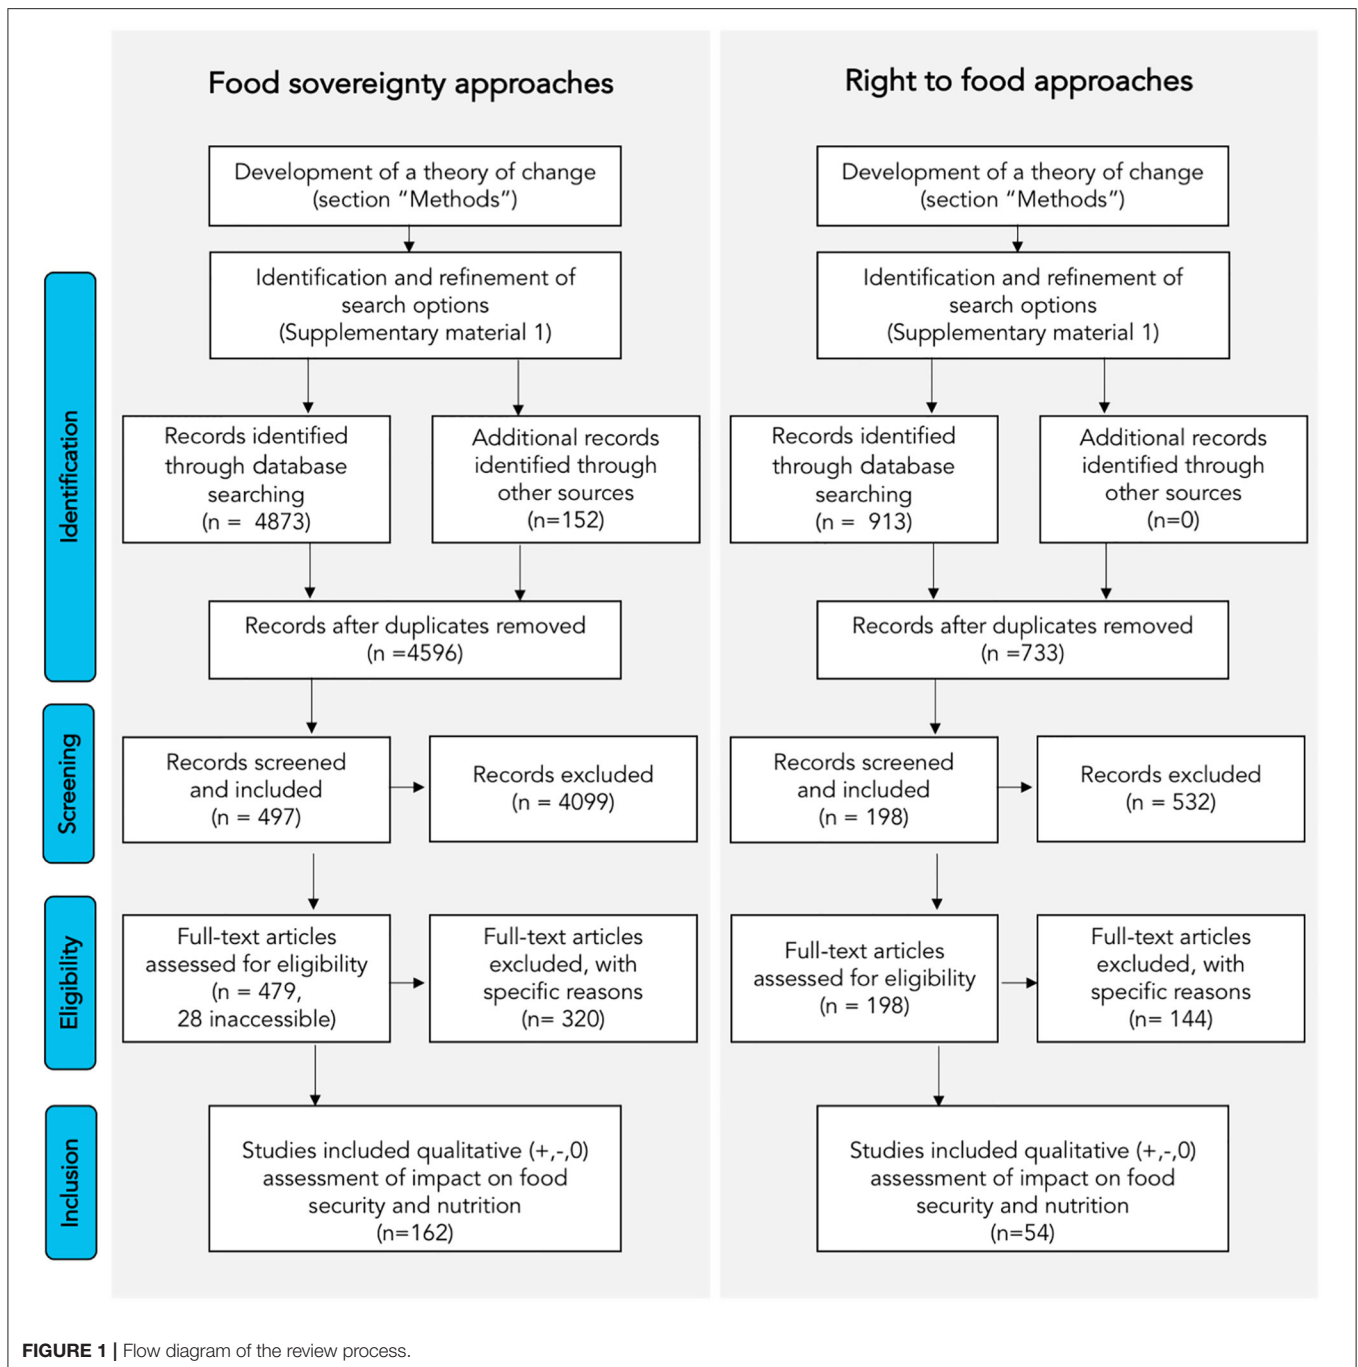 Food sovereignty approaches
Development of a theory of change
(section “Methods”)
Identification and refinement of
search options
(Supplementary material 1)
Records identified
through database
searching
(n = 4873)
Additional records
identified through
other sources
(n=152)
Records after duplicates removed
(n =4596)
Records screened
and included
(n = 497)
Records excluded
(n = 4099)
Full-text articles
assessed for eligibility
(n = 479,
28 inaccessible)
Full-text articles
excluded, with
specific reasons
(n= 320)
Studies included qualitative (+,-,0)
assessment of impact on food
security and nutrition
(n=162)
Right to food approaches
Development of a theory of change
(section “Methods”)
Identification and refinement of
search options
(Supplementary material 1)
Records identified
through database
searching
(n = 913)
Additional records
identified through
other sources
(n=0)
Records after duplicates removed
(n =733)
Records screened
and included
(n = 198)
Records excluded
(n = 532)
Full-text articles
assessed for eligibility
(n = 198)
Full-text articles
excluded, with
specific reasons
(n= 144)
Studies included qualitative (+,-,0)
assessment of impact on food
security and nutrition
(n=54)
Identification
Screening
Eligibility
Inclusion
FIGURE 1 | Flow diagram of the review process.